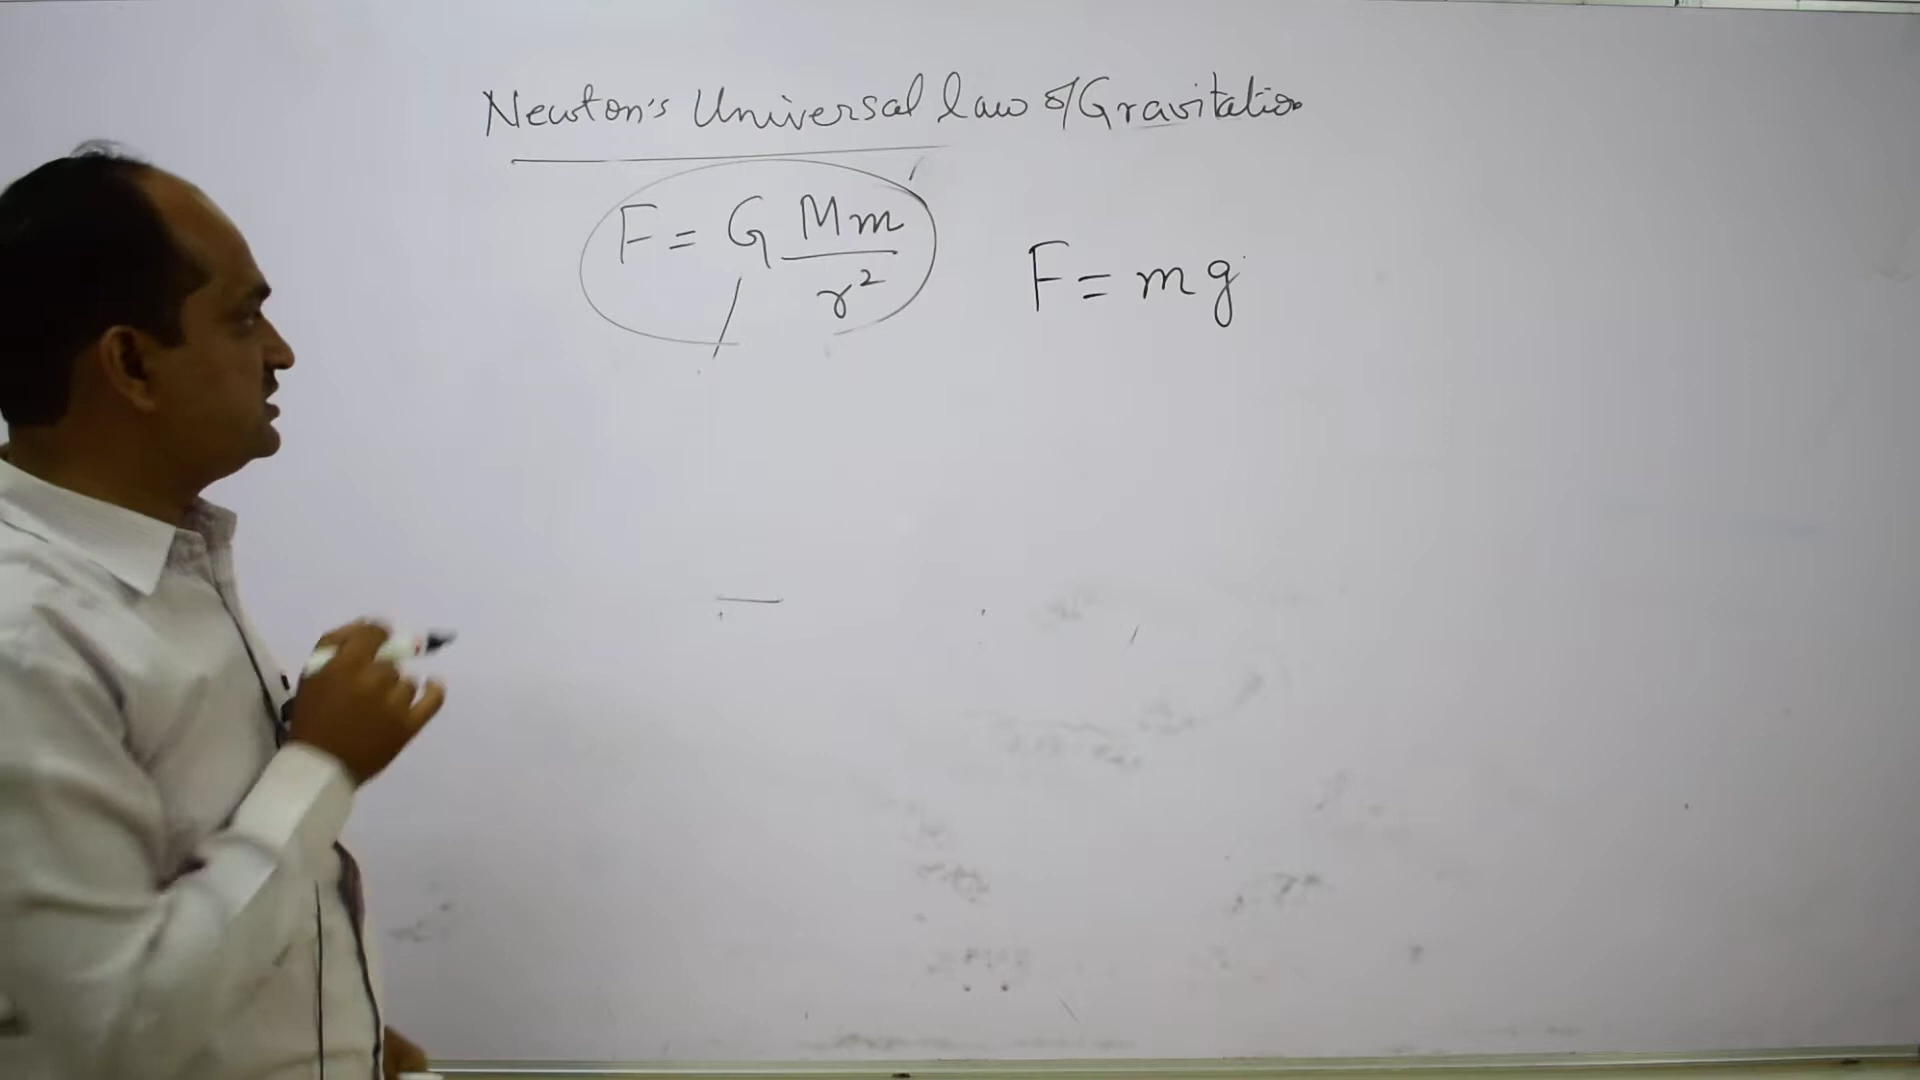 Newton's Universal law of Gravitation
F = G Mm / r²
F = mg